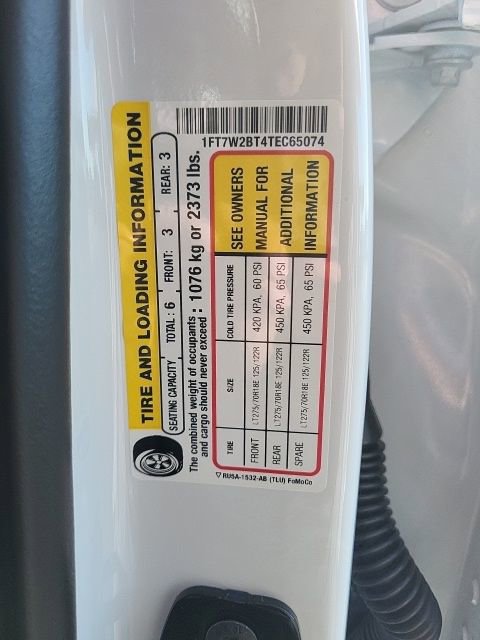 1FT7W2BT4TEC65074
TIRE AND LOADING INFORMATION
SEATING CAPACITY TOTAL : 6 FRONT: 3 REAR: 3
The combined weight of occupants and cargo should never exceed : 1076 kg or 2373 lbs.
TIRE SIZE COLD TIRE PRESSURE
FRONT LT275/70R18E 125/122R 420 KPA, 60 PSI
REAR LT275/70R18E 125/122R 450 KPA, 65 PSI
SPARE LT275/70R18E 125/122R 450 KPA, 65 PSI
SEE OWNERS
MANUAL FOR
ADDITIONAL
INFORMATION
RU5A-1532-AB (TLU) FoMoCo